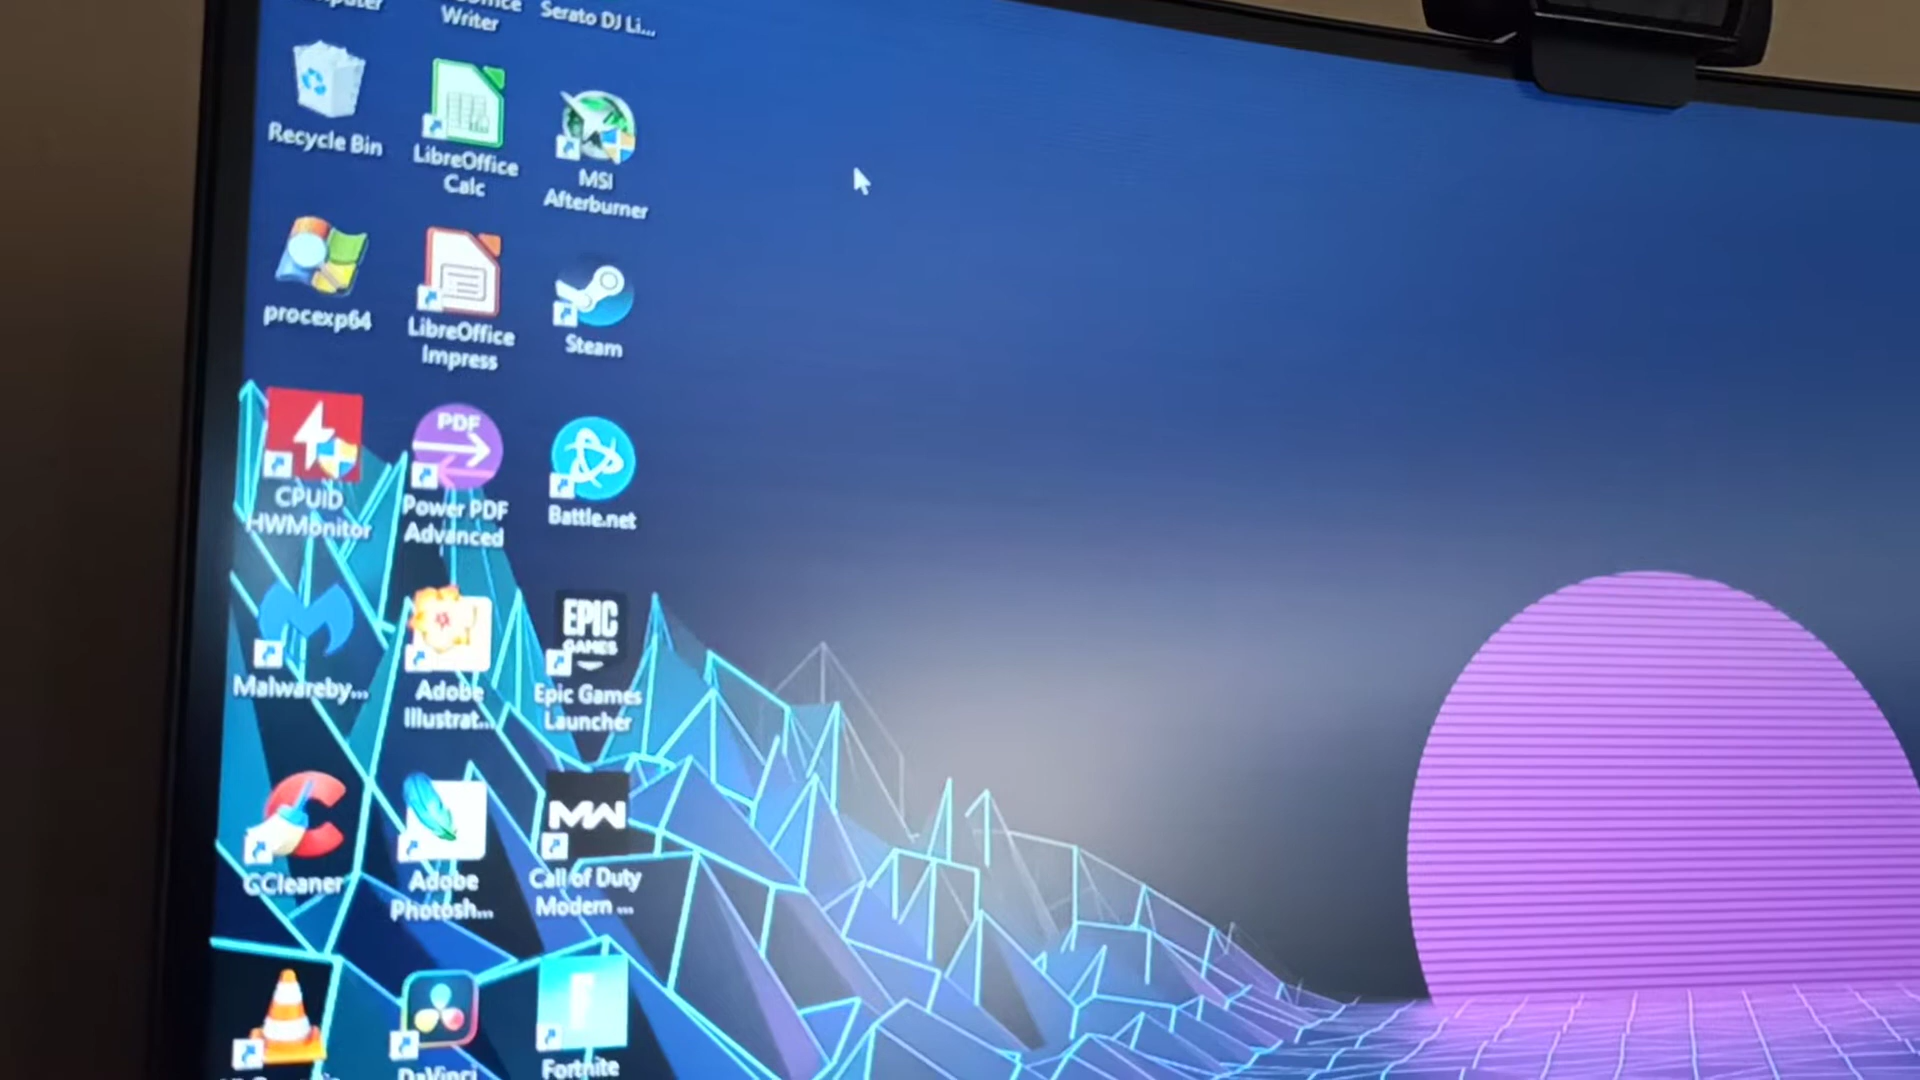 Writer
Serato DJ Li...
Recycle Bin
LibreOffice
Calc
MSI
Afterburner
procexp64
LibreOffice
Impress
Steam
CPUID
HWMonitor
PDF
Power PDF
Advanced
Battle.net
Malwareby...
Adobe
Illustrat...
EPIC
GAMES
Epic Games
Launcher
CCleaner
Adobe
Photosh...
MW
Call of Duty
Modern ...
DaVinci
F
Fortnite